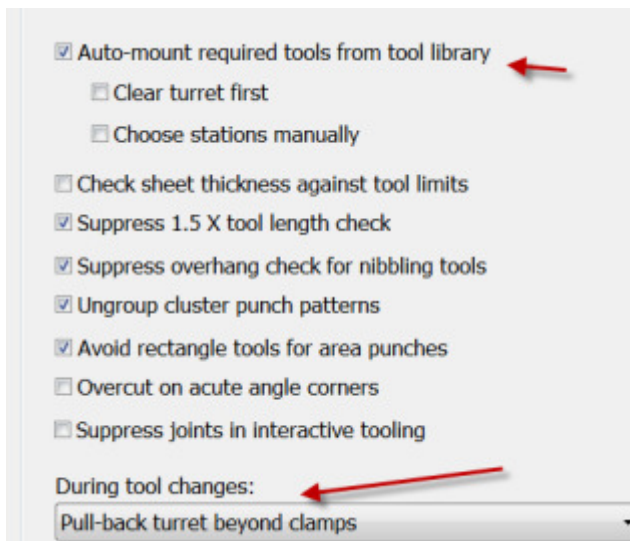 Auto-mount required tools from tool library
Clear turret first
Choose stations manually
Check sheet thickness against tool limits
Suppress 1.5 X tool length check
Suppress overhang check for nibbling tools
Ungroup cluster punch patterns
Avoid rectangle tools for area punches
Overcut on acute angle corners
Suppress joints in interactive tooling
During tool changes:
Pull-back turret beyond clamps